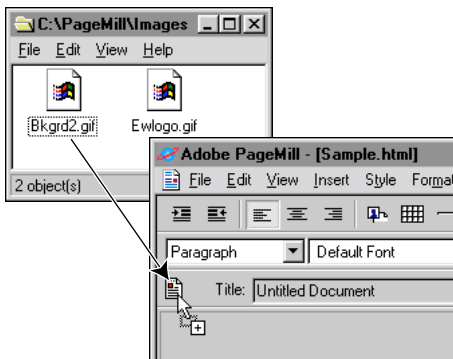 C:\PageMill\Images
File Edit View Help
Bkgrd2.gif Ewlogo.gif
2 object(s)
Adobe PageMill - [Sample.html]
File Edit View Insert Style Format
Paragraph Default Font
Title: Untitled Document